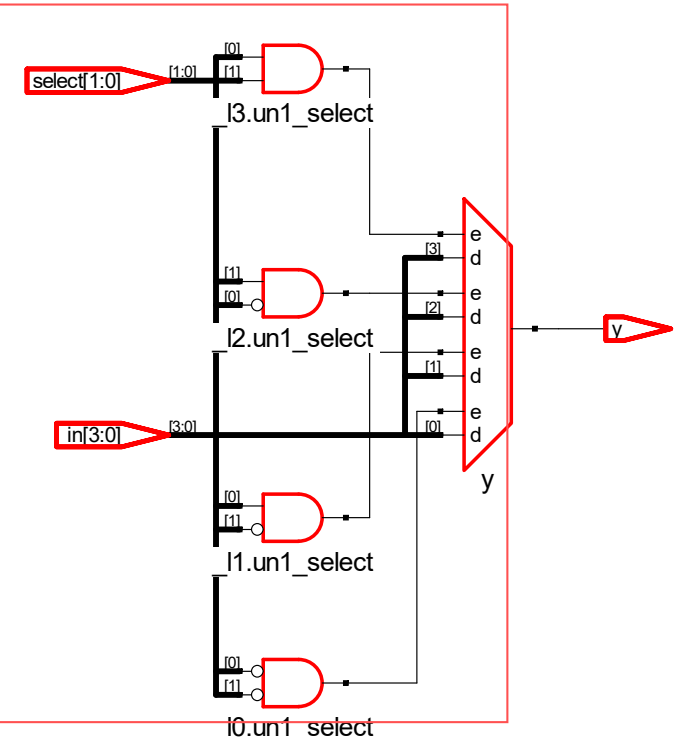 [0]
select[1:0]
[1:0]
[1]
_l3.un1_select
e
[3]
d
[1]
[0]
e
[2]
d
y
_l2.un1_select
e
[1]
d
e
in[3:0]
[3:0]
[0]
d
y
[0]
[1]
_l1.un1_select
[0]
[1]
_l0.un1_select